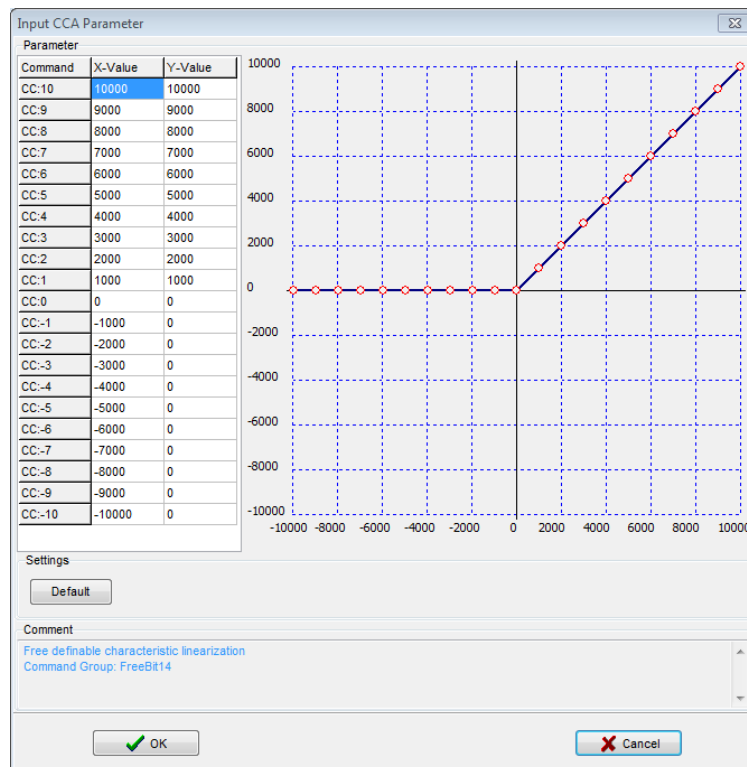 Input CCA Parameter
Parameter
Command X-Value Y-Value
CC:10 10000 10000
CC:9 9000 9000
CC:8 8000 8000
CC:7 7000 7000
CC:6 6000 6000
CC:5 5000 5000
CC:4 4000 4000
CC:3 3000 3000
CC:2 2000 2000
CC:1 1000 1000
CC:0 0 0
CC:-1 -1000 0
CC:-2 -2000 0
CC:-3 -3000 0
CC:-4 -4000 0
CC:-5 -5000 0
CC:-6 -6000 0
CC:-7 -7000 0
CC:-8 -8000 0
CC:-9 -9000 0
CC:-10 -10000 0
10000
8000
6000
4000
2000
0
-2000
-4000
-6000
-8000
-10000
-10000 -8000 -6000 -4000 -2000 0 2000 4000 6000 8000 10000
Settings
Default
Comment
Free definable characteristic linearization
Command Group: FreeBit14
OK
Cancel